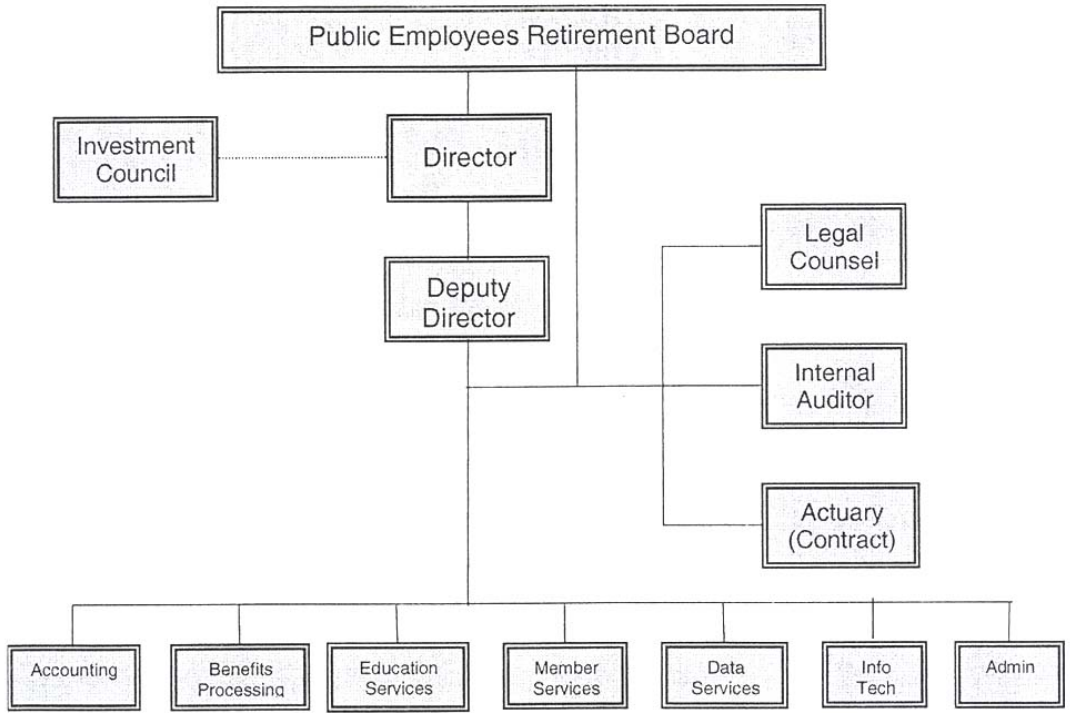 Public Employees Retirement Board
Investment
Council
Director
Legal
Counsel
Deputy
Director
Internal
Auditor
Actuary
(Contract)
Accounting
Benefits
Processing
Education
Services
Member
Services
Data
Services
Info
Tech
Admin